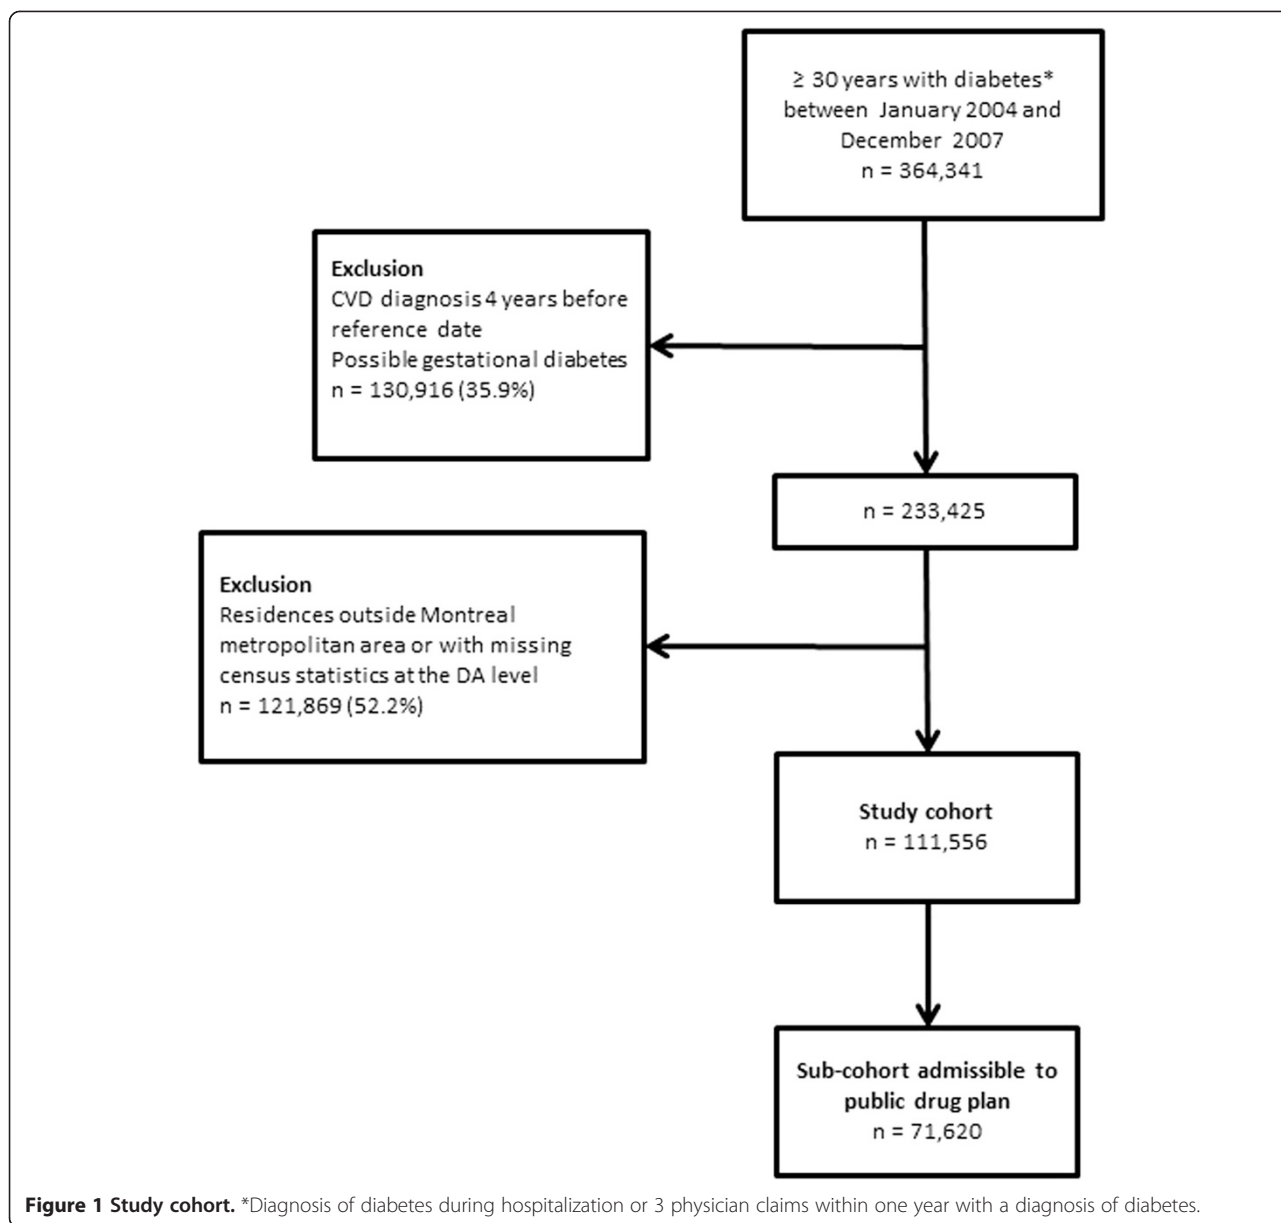 ≥ 30 years with diabetes*
between January 2004 and
December 2007
n = 364,341
Exclusion
CVD diagnosis 4 years before
reference date
Possible gestational diabetes
n = 130,916 (35.9%)
n = 233,425
Exclusion
Residences outside Montreal
metropolitan area or with missing
census statistics at the DA level
n = 121,869 (52.2%)
Study cohort
n = 111,556
Sub-cohort admissible to
public drug plan
n = 71,620
Figure 1 Study cohort. *Diagnosis of diabetes during hospitalization or 3 physician claims within one year with a diagnosis of diabetes.